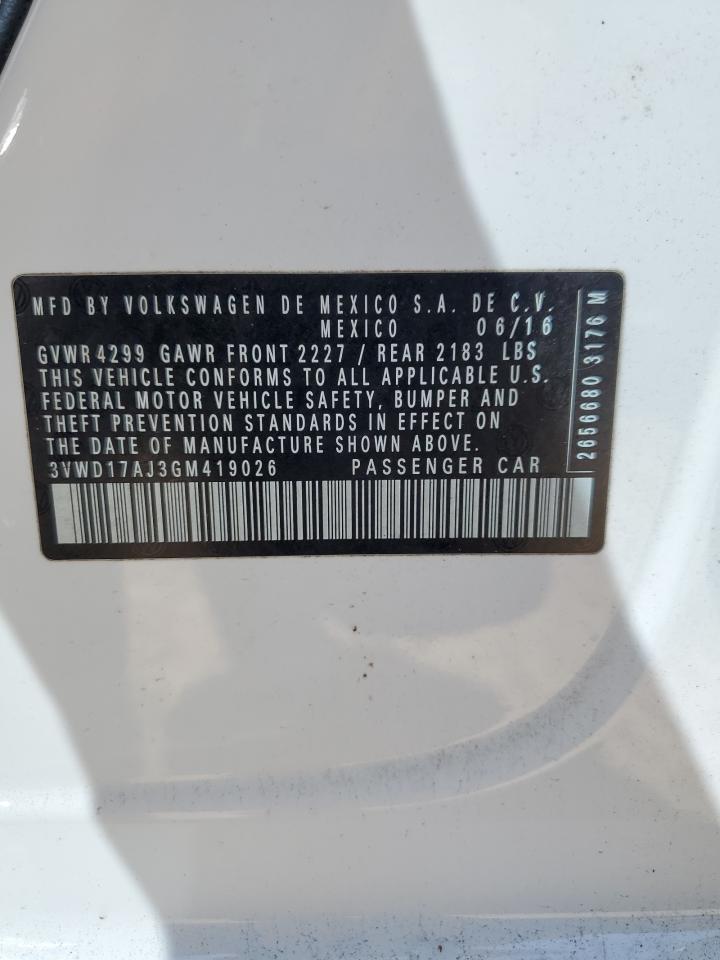 MFD BY VOLKSWAGEN DE MEXICO S.A. DE C.V.
MEXICO 06/16
GVWR 4299 GAWR FRONT 2227 / REAR 2183 LBS
THIS VEHICLE CONFORMS TO ALL APPLICABLE U.S.
FEDERAL MOTOR VEHICLE SAFETY, BUMPER AND
THEFT PREVENTION STANDARDS IN EFFECT ON
THE DATE OF MANUFACTURE SHOWN ABOVE.
3VWD17AJ3GM419026 PASSENGER CAR
2656680 3176 M